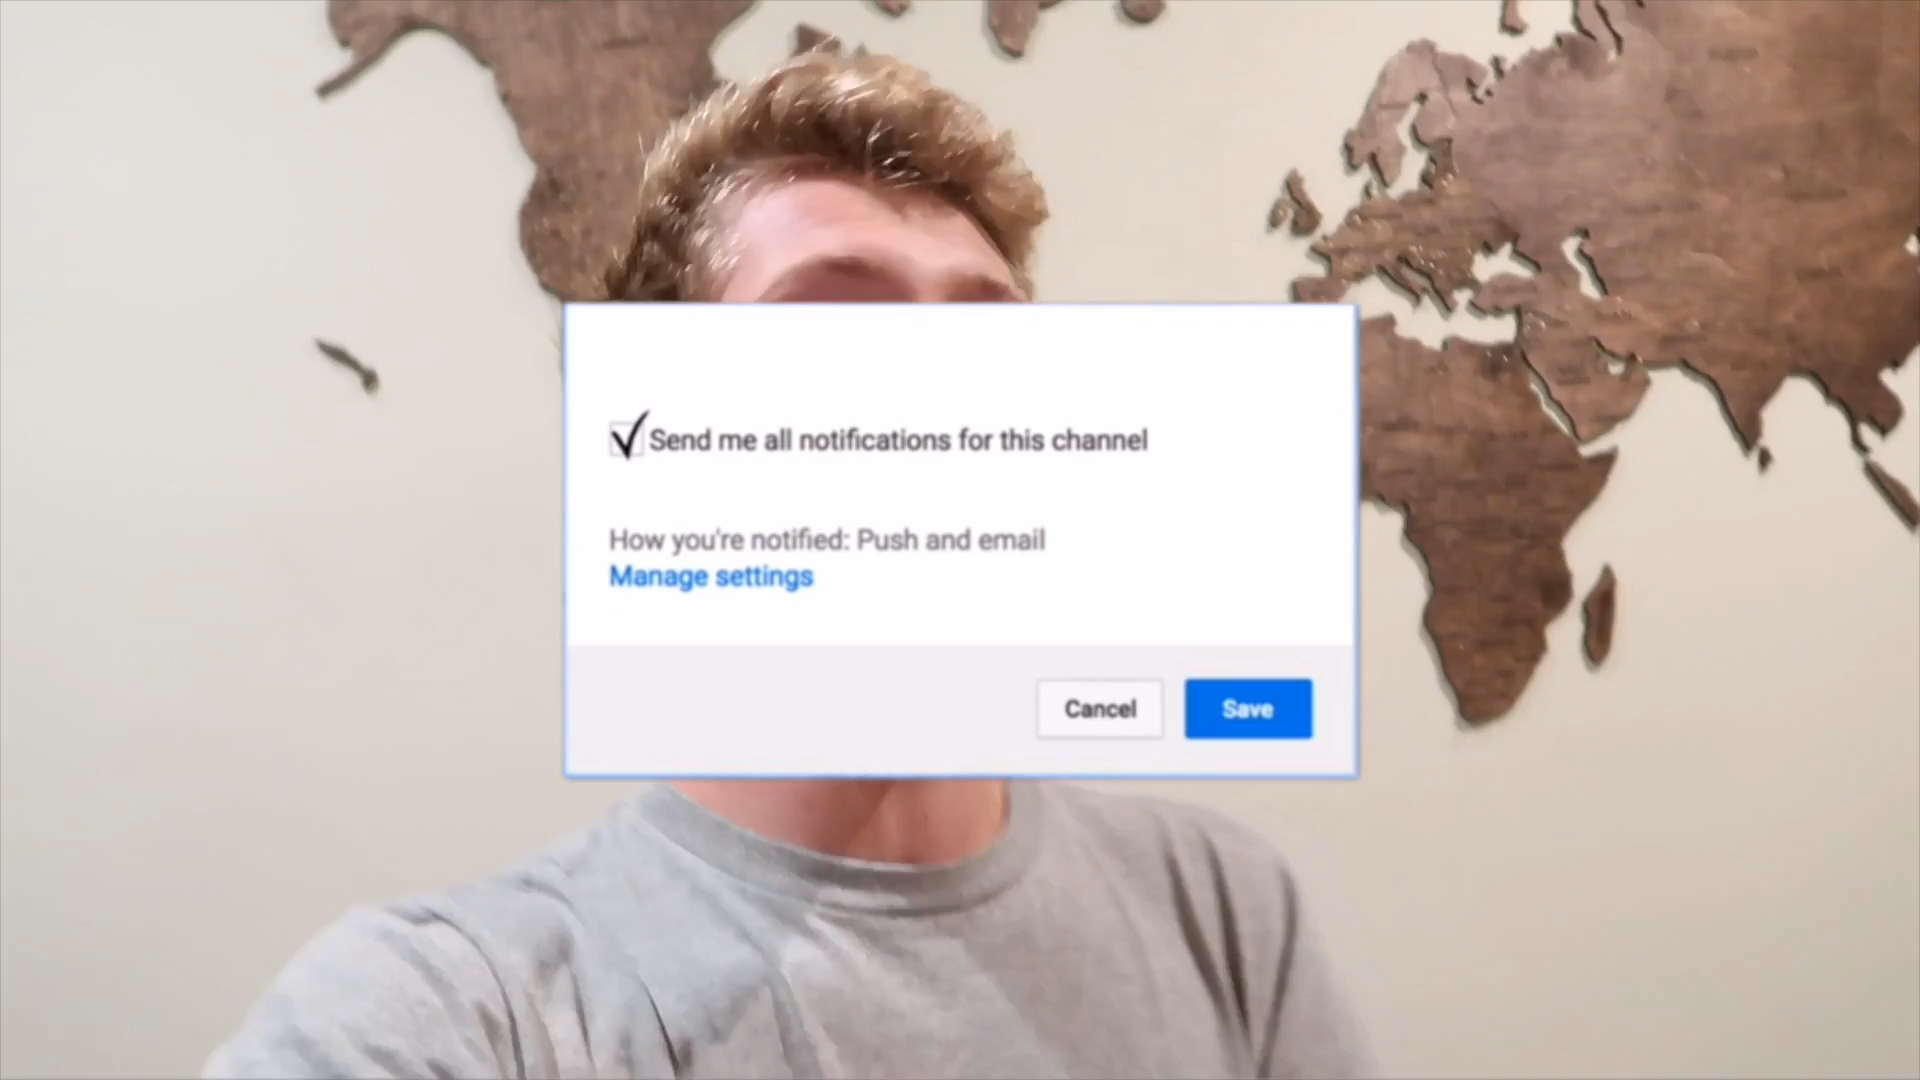 Send me all notifications for this channel
How you're notified: Push and email
Manage settings
Cancel
Save